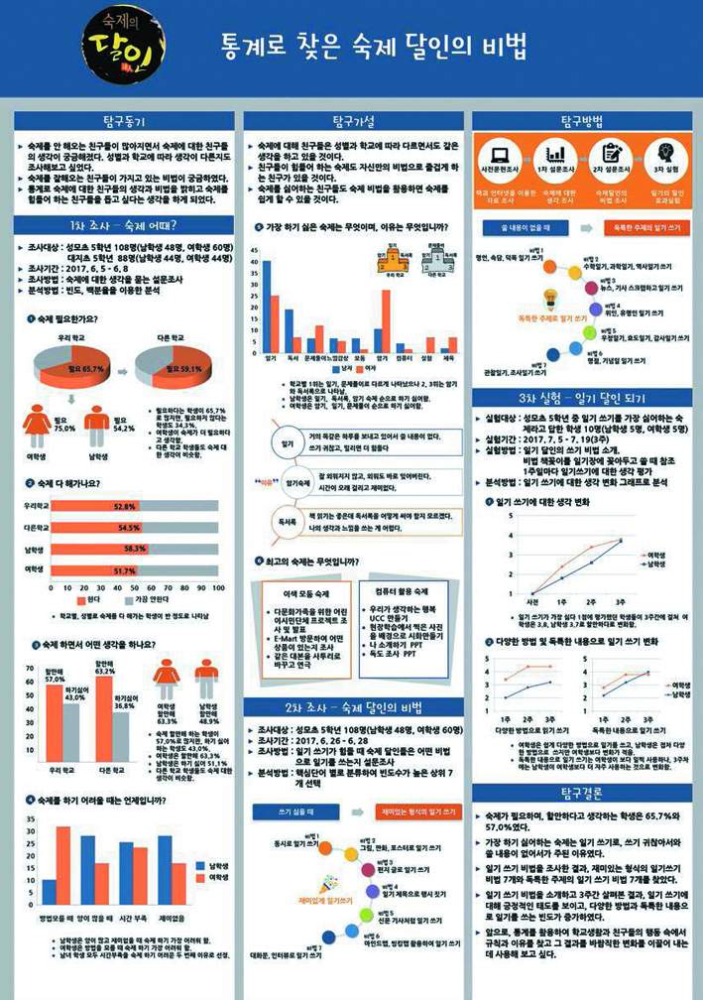 숙제의
달인
통계로 찾은 숙제 달인의 비법
탐구동기
숙제를 안 해오는 친구들이 많아지면서 숙제에 대한 친구들
의 생각이 궁금해졌다. 성별과 학교에 따라 생각이 다른지도
조사해보고 싶었다.
숙제를 잘해오는 친구들이 가지고 있는 비법이 궁금하였다.
통계로 숙제에 대한 친구들의 생각과 비법을 밝히고 숙제를
힘들어 하는 친구들을 돕고 싶다는 생각을 하게 되었다.
1차 조사 – 숙제 어때?
조사대상 : 성모초 5학년 108명(남학생 48명, 여학생 60명)
대지초 5학년 88명(남학생 44명, 여학생 44명)
조사기간 : 2017, 6, 5 - 6, 8
조사방법 : 숙제에 대한 생각을 묻는 설문조사
분석방법 : 빈도, 백분율을 이용한 분석
1 숙제 필요한가요?
우리 학교
다른 학교
필요 65,7%
필요 59,1%
필요
75,0%
필요
54,2%
여학생
남학생
필요하다는 학생이 65,7%
로 많지만, 필요하지 않다는
학생도 34,3%,
여학생이 숙제가 더 필요하다
고 생각함.
다른 학교 학생들도 숙제 대
한 생각이 비슷함.
2 숙제 다 해가나요?
우리학교
52,8%
다른학교
54,5%
남학생
58,3%
여학생
51,7%
0 10 20 30 40 50 60 70 80 90 100
한다
가끔 안한다
학교별, 성별로 숙제를 다 해가는 학생이 반 정도로 나타남
3 숙제 하면서 어떤 생각을 하나요?
70
60
50
40
30
20
10
0
할만해
57,0%
하기싫어
43,0%
할만해
63,2%
하기싫어
36,8%
우리 학교
다른 학교
여학생
할만해
63,3%
남학생
할만해
48,9%
숙제 할만해 하는 학생이
57,0%로 많지만, 하기 싫어
하는 학생도 43,0%,
여학생은 할만해 63,3%
남학생은 하기 싫어 51,1%
다른 학교 학생들도 숙제 대한
생각이 비슷함.
4 숙제를 하기 어려울 때는 언제입니까?
35
30
25
20
15
10
5
0
방법모를 때
양이 많을 때
시간 부족
재미없음
남학생
여학생
남학생은 양이 많고 재미없을 때 숙제 하기 가장 어려워 함.
여학생은 방법을 모를 때 숙제 하기 가장 어려워 함.
남녀 학생 모두 시간부족을 숙제 하기 어려운 두 번째 이유로 선정.
탐구가설
숙제에 대해 친구들은 성별과 학교에 따라 다르면서도 같은
생각을 하고 있을 것이다.
친구들이 힘들어 하는 숙제도 자신만의 비법으로 즐겁게 하
는 친구가 있을 것이다.
숙제를 싫어하는 친구들도 숙제 비법을 활용하면 숙제를
쉽게 할 수 있을 것이다.
5 가장 하기 싫은 숙제는 무엇이며, 이유는 무엇입니까?
45
40
35
30
25
20
15
10
5
0
일기
암기
독서록
우리 학교
문제풀이
암기
독서록
다른 학교
일기
독서
문제풀이
느낌감상
모둠
암기
컴퓨터
실험
체육
남자
여자
학교별 1위는 일기, 문제풀이로 다르게 나타났으나 2, 3위는 암기
와 독서록으로 나타남.
남학생은 일기, 독서록, 암기 숙제 순으로 하기 싫어함.
여학생은 암기, 일기, 문제풀이 순으로 하기 싫어함.
"이유"
일기
거의 똑같은 하루를 보내고 있어서 쓸 내용이 없다.
쓰기 귀찮고, 밀리면 더 힘들다
암기숙제
잘 외워지지 않고, 외워도 바로 잊어버린다.
시간이 오래 걸리고 재미없다.
독서록
책 읽기는 좋은데 독서록을 어떻게 써야 할지 모르겠다.
나의 생각과 느낌을 쓰는 게 어렵다.
6 최고의 숙제는 무엇입니까?
이색 모둠 숙제
다문화가족을 위한 어린
이시민단체 프로젝트 조
사 및 발표
E-Mart 방문하여 어떤
상품이 있는지 조사
같은 대본을 사투리로
바꾸고 연극
컴퓨터 활용 숙제
우리가 생각하는 행복
UCC 만들기
현장학습에서 찍은 사진
을 배경으로 시화만들기
나 소개하기 PPT
독도 조사 PPT
2차 조사 – 숙제 달인의 비법
조사대상 : 성모초 5학년 108명(남학생 48명, 여학생 60명)
조사기간 : 2017, 6, 26 - 6, 28
조사방법 : 일기 쓰기가 힘들 때 숙제 달인들은 어떤 비법
으로 일기를 쓰는지 설문조사
분석방법 : 핵심단어 별로 분류하여 빈도수가 높은 상위 7
개 선택
쓰기 싫을 때
재미있는 형식의 일기 쓰기
비법 1
동시로 일기 쓰기
비법 2
그림, 만화, 포스터로 일기 쓰기
비법 3
편지 글로 일기 쓰기
비법 4
일기 제목으로 행시 짓기
재미있게 일기쓰기
비법 5
신문 기사처럼 일기 쓰기
비법 6
마인드맵, 씽킹맵 활용하여 일기 쓰기
비법 7
대화문, 인터뷰로 일기 쓰기
탐구방법
사전문헌조사
1차 설문조사
2차 설문조사
3차 실험
책과 인터넷을 이용한
자료 조사
숙제에 대한
생각 조사
숙제달인의
비법 조사
일기의 달인
효과실험
쓸 내용이 없을 때
독특한 주제의 일기 쓰기
비법 1
명언, 속담, 덕목 일기 쓰기
비법 2
수학일기, 과학일기, 역사일기 쓰기
비법 3
뉴스, 기사 스크랩하고 일기 쓰기
비법 4
위인, 유명인 일기 쓰기
독특한 주제로 일기 쓰기
비법 5
우정일기, 효도일기, 감사일기 쓰기
비법 6
명절, 기념일 일기 쓰기
비법 7
관찰일기, 조사일기 쓰기
3차 실험 – 일기 달인 되기
실험대상 : 성모초 5학년 중 일기 쓰기를 가장 싫어하는 숙
제라고 답한 학생 10명(남학생 5명, 여학생 5명)
실험기간 : 2017. 7, 5 - 7, 19(3주)
실험방법 : 일기 달인의 쓰기 비법 소개,
비법 책꽂이를 일기장에 꽂아두고 쓸 때 참조
1주일마다 일기쓰기에 대한 생각 평가
분석방법 : 일기 쓰기에 대한 생각 변화 그래프로 분석
1 일기 쓰기에 대한 생각 변화
5
4
3
2
1
사전
1주
2주
3주
여학생
남학생
일기 쓰기가 가장 싫다 1점에 평가했던 학생들이 3주간에 걸쳐 여
학생 3,8, 남학생 3,7로 할만하다로 변화함.
2 다양한 방법 및 독특한 내용으로 일기 쓰기 변화
5
4
3
2
1
1주 2주 3주
다양한 방법으로 읽기 쓰기
1주 2주 3주
독특한 내용으로 일기 쓰기
여학생
남학생
여학생은 쉽게 다양한 방법으로 일기를 쓰고, 남학생은 점차 다양
한 방법으로 쓰지만 여학생보다 변화가 적음.
독특한 내용으로 일기 쓰기는 여학생이 보다 일찍 사용하나, 3주차
에는 남학생이 여학생보다 더 자주 사용하는 것으로 변화함.
탐구결론
숙제가 필요하며, 할만하다고 생각하는 학생은 65.7%와
57,0%였다.
가장 하기 싫어하는 숙제는 일기 쓰기로, 쓰기 귀찮아서와
쓸 내용이 없어서가 주된 이유였다.
일기 쓰기 비법을 조사한 결과, 재미있는 형식의 일기쓰기
비법 7개와 독특한 주제의 일기 쓰기 비법 7개를 찾았다.
일기 쓰기 비법을 소개하고 3주간 살펴본 결과, 일기 쓰기에
대해 긍정적인 태도를 보이고, 다양한 방법과 독특한 내용으
로 일기를 쓰는 빈도가 증가하였다.
앞으로, 통계를 활용하여 학교생활과 친구들의 행동 속에서
규칙과 이유를 찾고 그 결과를 바람직한 변화를 이끌어 내는
데 사용해 보고 싶다.